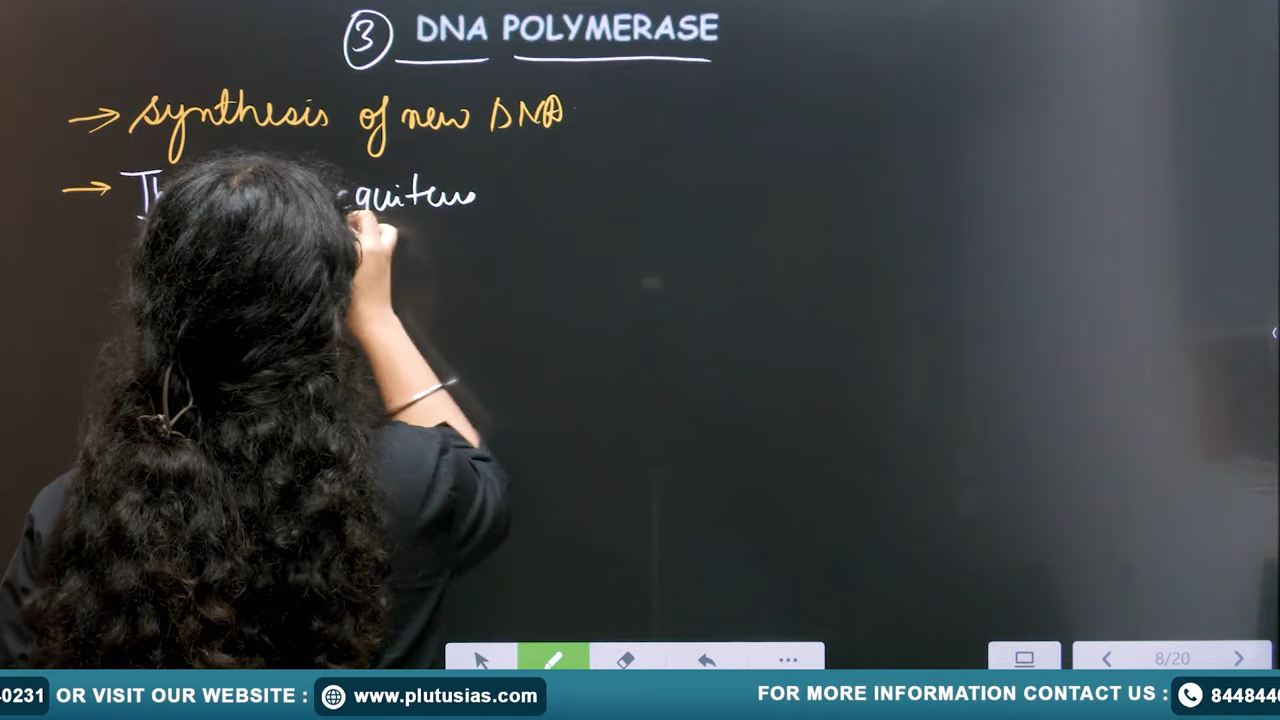 3 DNA POLYMERASE
→ Synthesis of new DNA
→
8/20
0231 OR VISIT OUR WEBSITE : www.plutusias.com FOR MORE INFORMATION CONTACT US : 844844